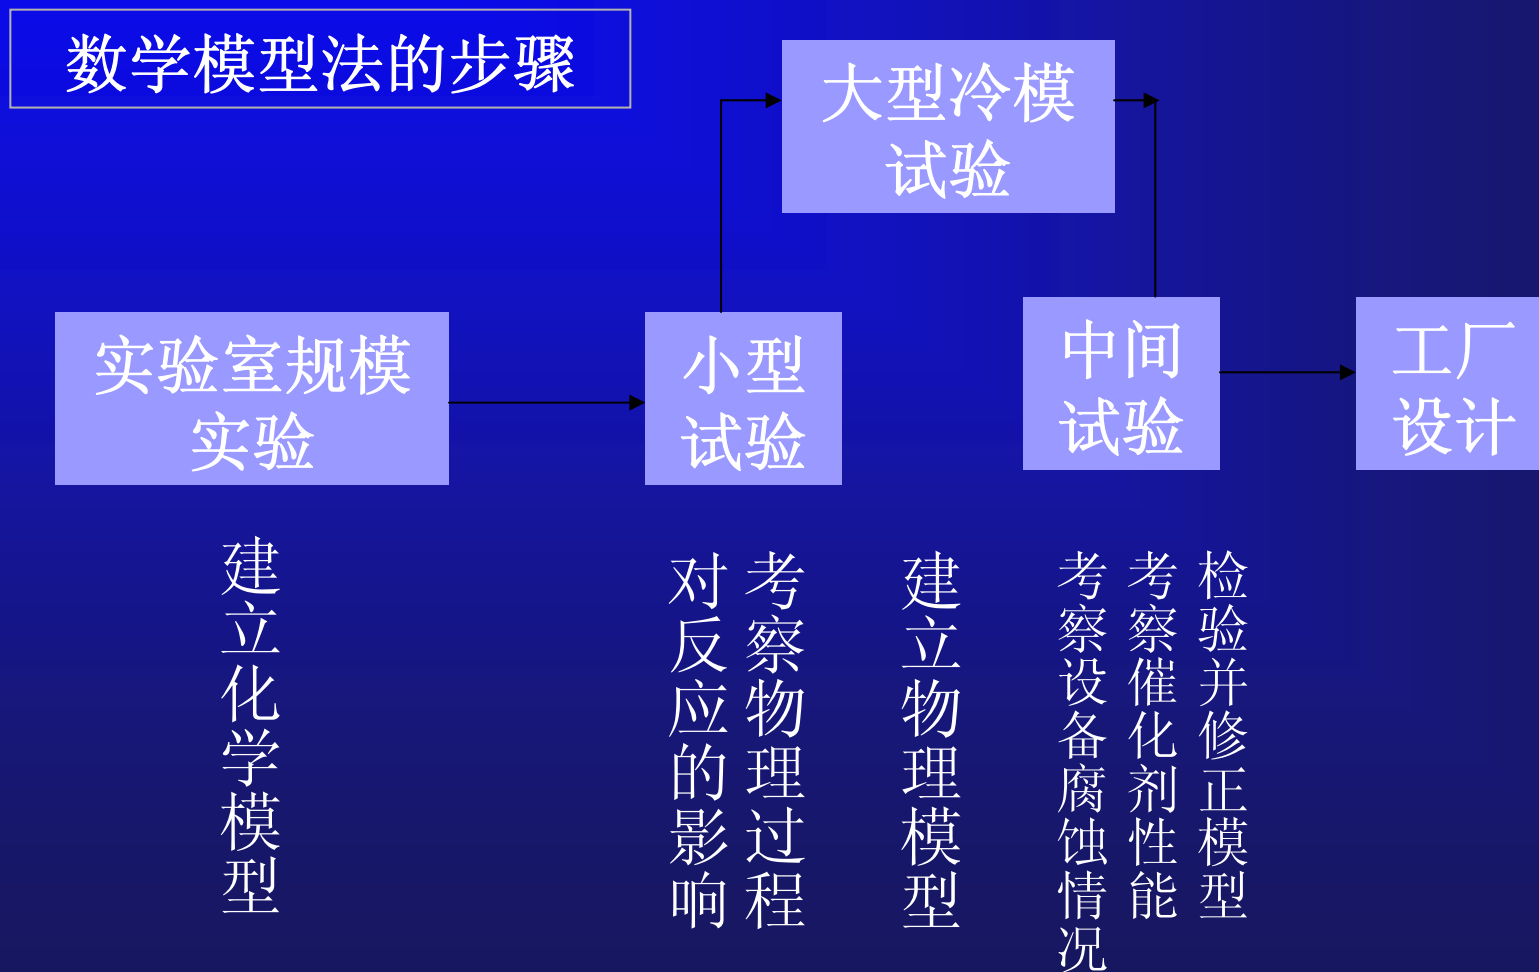 数学模型法的步骤
大型冷模
试验
实验室规模
实验
小型
试验
中间
试验
工厂
设计
建立化学模型
考察物理过程
对反应的影响
建立物理模型
检验并修正模型
考察催化剂性能
考察设备腐蚀情况